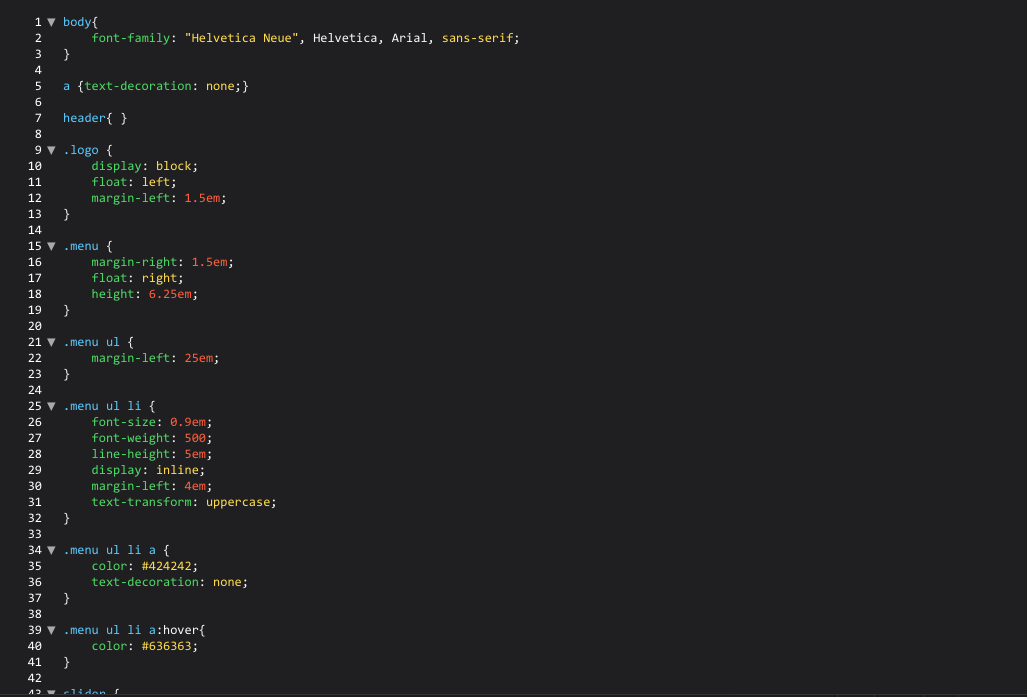 1 ▼ body{
2 font-family: "Helvetica Neue", Helvetica, Arial, sans-serif;
3 }
4
5 a {text-decoration: none;}
6
7 header{ }
8
9 ▼ .logo {
10 display: block;
11 float: left;
12 margin-left: 1.5em;
13 }
14
15 ▼ .menu {
16 margin-right: 1.5em;
17 float: right;
18 height: 6.25em;
19 }
20
21 ▼ .menu ul {
22 margin-left: 25em;
23 }
24
25 ▼ .menu ul li {
26 font-size: 0.9em;
27 font-weight: 500;
28 line-height: 5em;
29 display: inline;
30 margin-left: 4em;
31 text-transform: uppercase;
32 }
33
34 ▼ .menu ul li a {
35 color: #424242;
36 text-decoration: none;
37 }
38
39 ▼ .menu ul li a:hover{
40 color: #636363;
41 }
42
43 ▼ slider {